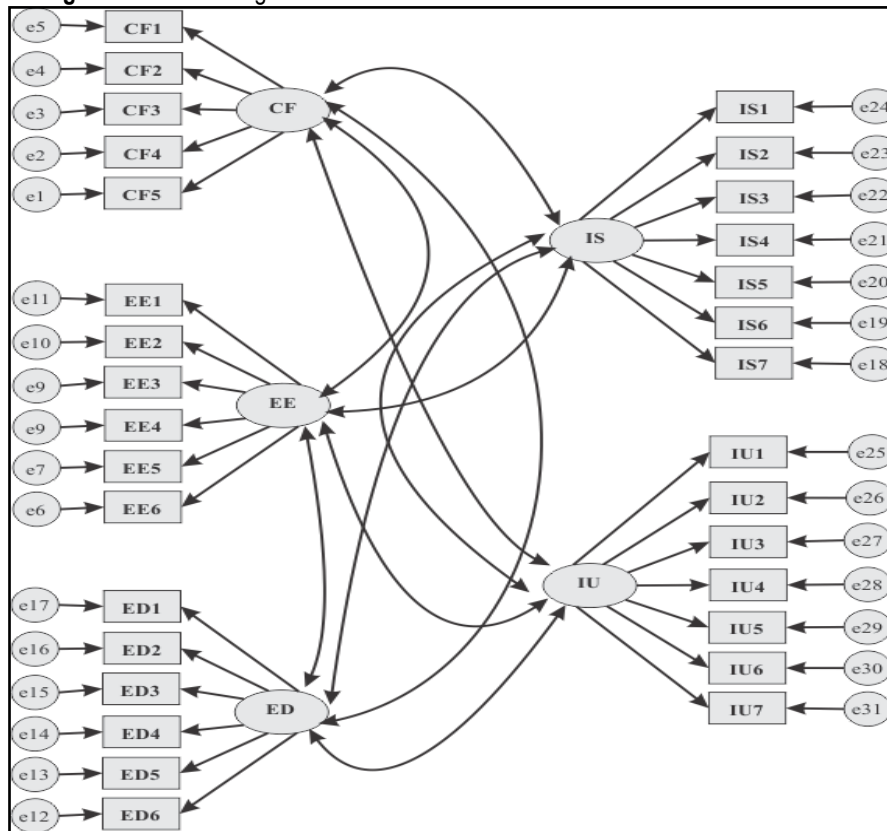 e5 CF1
e4 CF2
e3 CF3
e2 CF4
e1 CF5
CF
e11 EE1
e10 EE2
e9 EE3
e9 EE4
e7 EE5
e6 EE6
EE
e17 ED1
e16 ED2
e15 ED3
e14 ED4
e13 ED5
e12 ED6
ED
IS
IS1 e24
IS2 e23
IS3 e22
IS4 e21
IS5 e20
IS6 e19
IS7 e18
IU
IU1 e25
IU2 e26
IU3 e27
IU4 e28
IU5 e29
IU6 e30
IU7 e31